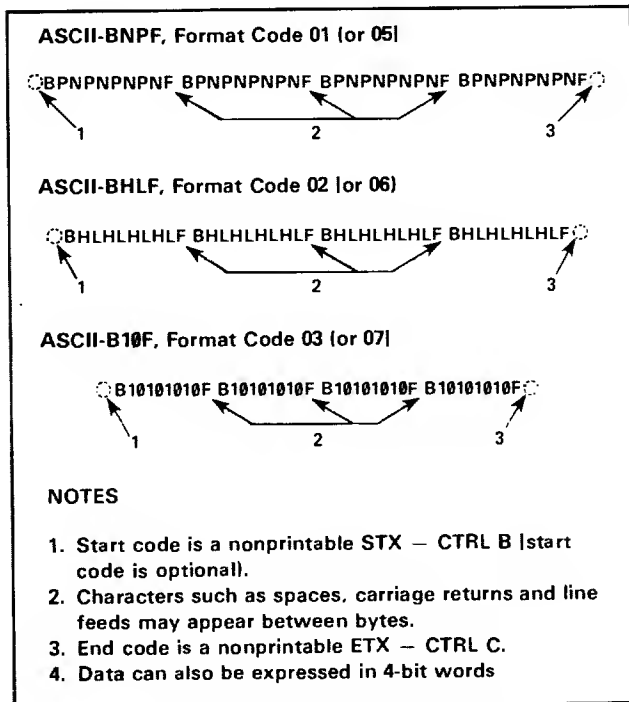 ASCII-BNPF, Format Code 01 (or 05)
BPNPNPNPNF BPNPNPNPNF BPNPNPNPNF BPNPNPNPNF
1 2 3
ASCII-BHLF, Format Code 02 (or 06)
BHLHLHLHLF BHLHLHLHLF BHLHLHLHLF BHLHLHLHLF
1 2 3
ASCII-B10F, Format Code 03 (or 07)
B10101010F B10101010F B10101010F B10101010F
1 2 3
NOTES
1. Start code is a nonprintable STX — CTRL B (start
code is optional).
2. Characters such as spaces, carriage returns and line
feeds may appear between bytes.
3. End code is a nonprintable ETX — CTRL C.
4. Data can also be expressed in 4-bit words